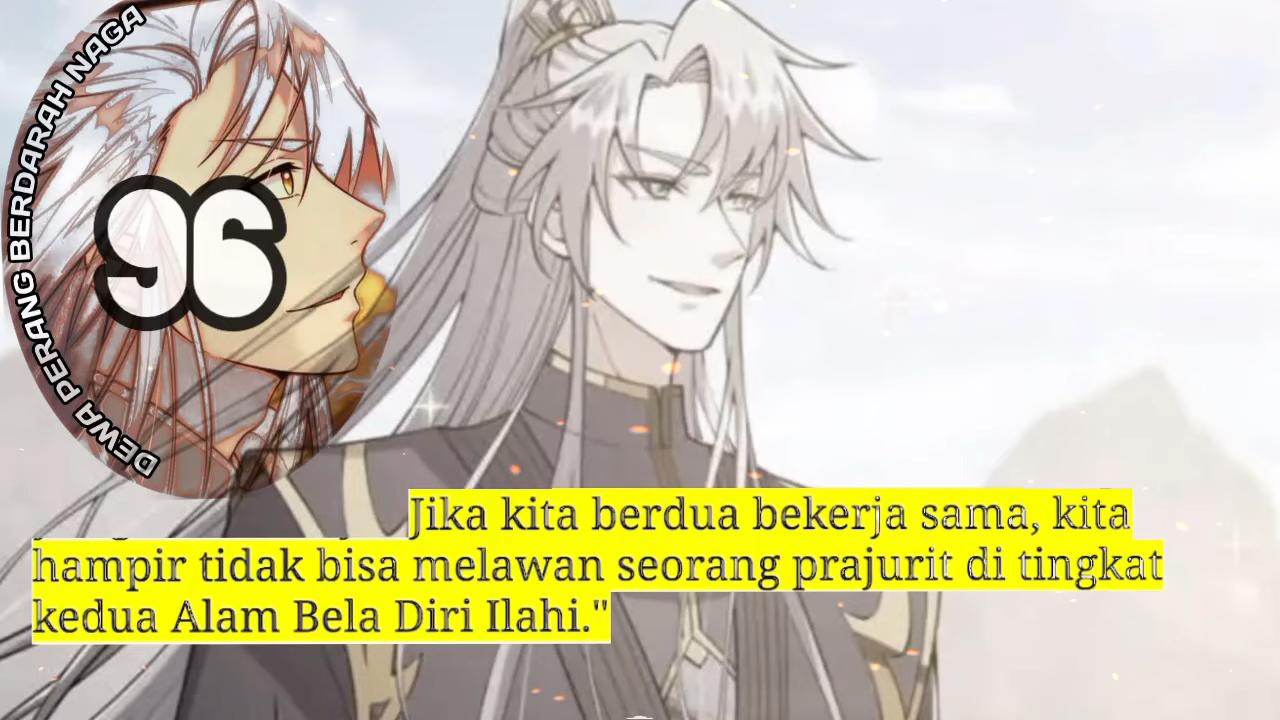 DEWA PERANG BERDARAH NAGA
96
Jika kita berdua bekerja sama, kita
hampir tidak bisa melawan seorang prajurit di tingkat
kedua Alam Bela Diri Ilahi."